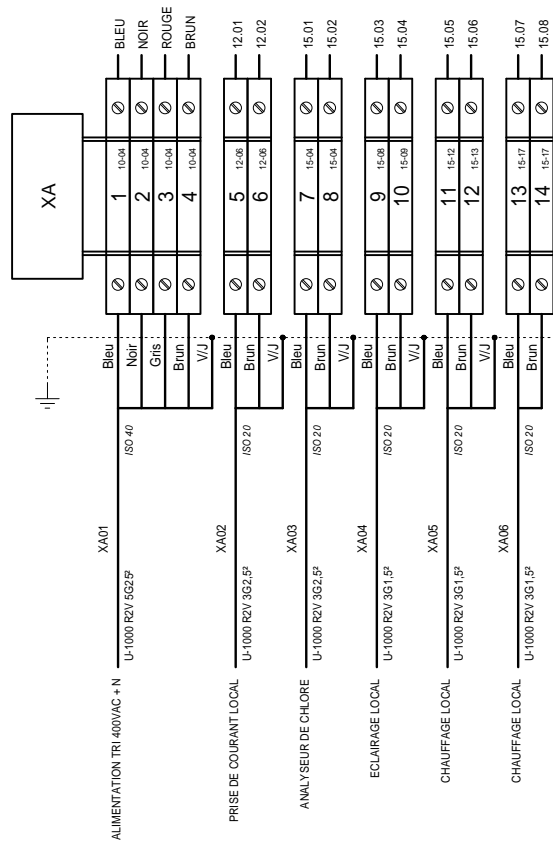 XA
1 10-04 BLEU
2 10-04 NOIR
3 10-04 ROUGE
4 10-04 BRUN
5 12-06 12.01
6 12-06 12.02
7 15-04 15.01
8 15-04 15.02
9 15-08 15.03
10 15-09 15.04
11 15-12 15.05
12 15-13 15.06
13 15-17 15.07
14 15-17 15.08
Bleu
Noir
Gris
Brun
V/J
Bleu
Brun
V/J
Bleu
Brun
V/J
Bleu
Brun
V/J
Bleu
Brun
V/J
Bleu
Brun
ISO 40
ISO 20
ISO 20
ISO 20
ISO 20
ISO 20
XA01
U-1000 R2V 5G25²
ALIMENTATION TRI 400VAC + N
XA02
U-1000 R2V 3G2,5²
PRISE DE COURANT LOCAL
XA03
U-1000 R2V 3G2,5²
ANALYSEUR DE CHLORE
XA04
U-1000 R2V 3G1,5²
ECLAIRAGE LOCAL
XA05
U-1000 R2V 3G1,5²
CHAUFFAGE LOCAL
XA06
U-1000 R2V 3G1,5²
CHAUFFAGE LOCAL